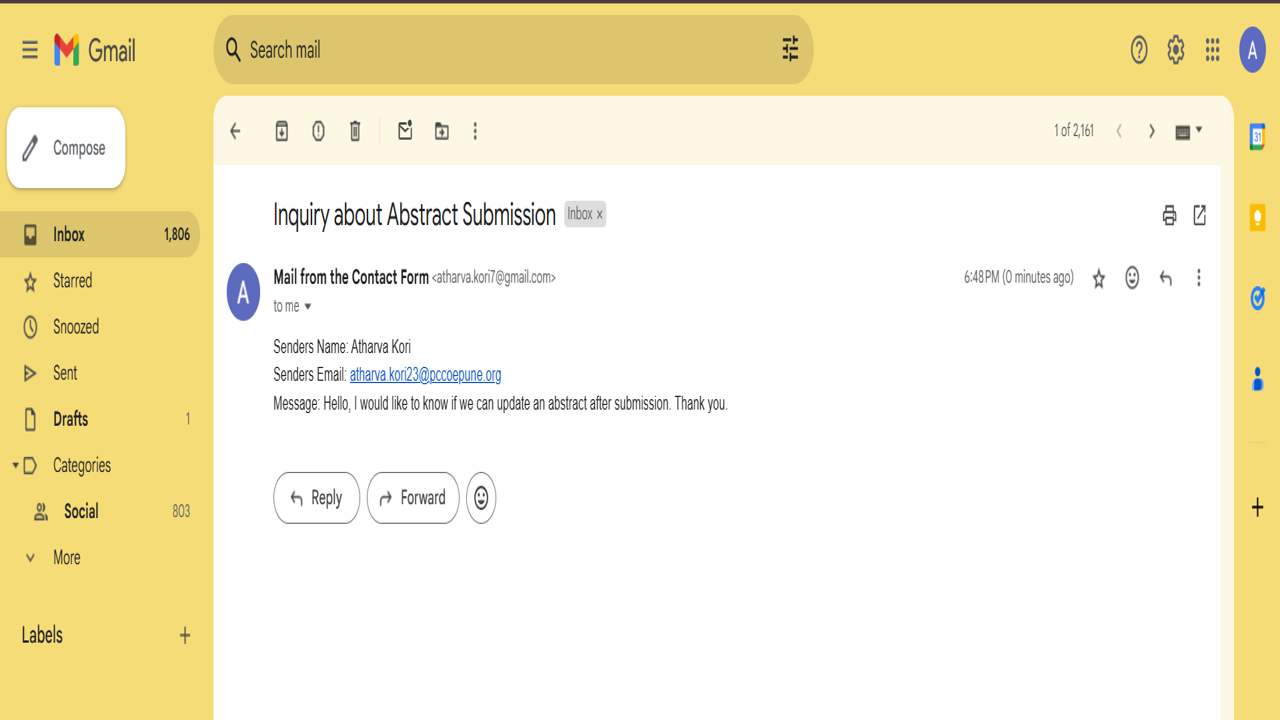 Gmail
Search mail
A
Compose
1 of 2,161
31
Inquiry about Abstract Submission Inbox ×
Inbox 1,806
Starred
Snoozed
Sent
Drafts 1
Categories
Social 803
More
Labels
A
Mail from the Contact Form <atharva.kori7@gmail.com> 6:48 PM (0 minutes ago)
to me
Senders Name: Atharva Kori
Senders Email: atharva.kori23@pccoepune.org
Message: Hello, I would like to know if we can update an abstract after submission. Thank you.
Reply Forward